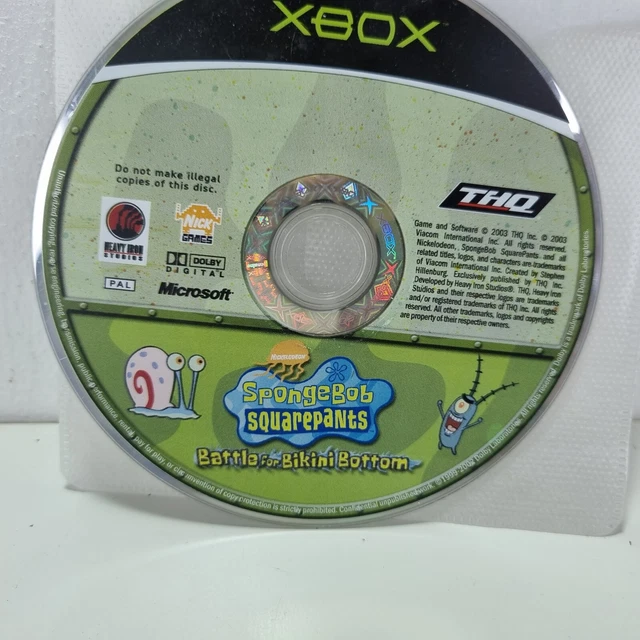 XBOX
Do not make illegal
copies of this disc.
THQ
HEAVY IRON
STUDIOS
NICK
GAMES
DOLBY
DIGITAL
PAL
Microsoft
Game and Software © 2003 THQ Inc. © 2003
Viacom International Inc. All rights reserved.
Nickelodeon, SpongeBob SquarePants and all
related titles, logos, and characters are trademarks
of Viacom International Inc. Created by Stephen
Hillenburg. Exclusively published by THQ Inc.
Developed by Heavy Iron Studios®. THQ, Heavy Iron
Studios and their respective logos are trademarks
and/or registered trademarks of THQ Inc. All rights
reserved. All other trademarks, logos and copyrights
are property of their respective owners.
NICKELODEON
SpongeBob
SQUAREPANTS
Battle for Bikini Bottom